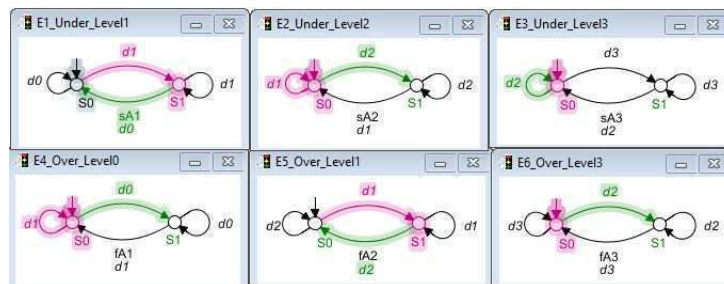 E1_Under_Level1
d1
d0
S0
S1
d1
sA1
d0
E2_Under_Level2
d2
d1
S0
S1
d2
sA2
d1
E3_Under_Level3
d3
d2
S0
S1
d3
sA3
d2
E4_Over_Level0
d0
d1
S0
S1
d0
fA1
d1
E5_Over_Level1
d1
d2
S0
S1
d1
fA2
d2
E6_Over_Level3
d2
d3
S0
S1
d2
fA3
d3